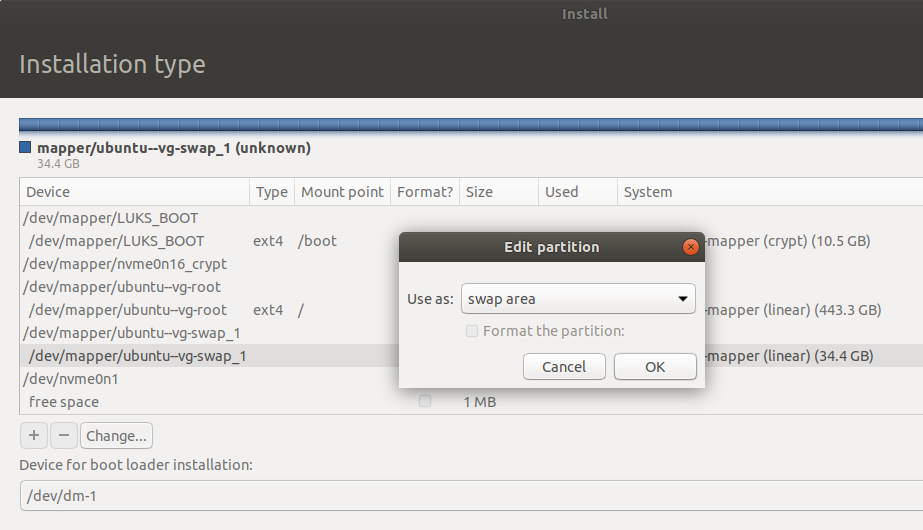 Install
Installation type
mapper/ubuntu--vg-swap_1 (unknown)
34.4 GB
Device Type Mount point Format? Size Used System
/dev/mapper/LUKS_BOOT
/dev/mapper/LUKS_BOOT ext4 /boot -mapper (crypt) (10.5 GB)
/dev/mapper/nvme0n16_crypt
/dev/mapper/ubuntu--vg-root
/dev/mapper/ubuntu--vg-root ext4 / -mapper (linear) (443.3 GB)
/dev/mapper/ubuntu--vg-swap_1
/dev/mapper/ubuntu--vg-swap_1 -mapper (linear) (34.4 GB)
/dev/nvme0n1
free space 1 MB
Edit partition
Use as: swap area
Format the partition:
Cancel OK
+ − Change...
Device for boot loader installation:
/dev/dm-1